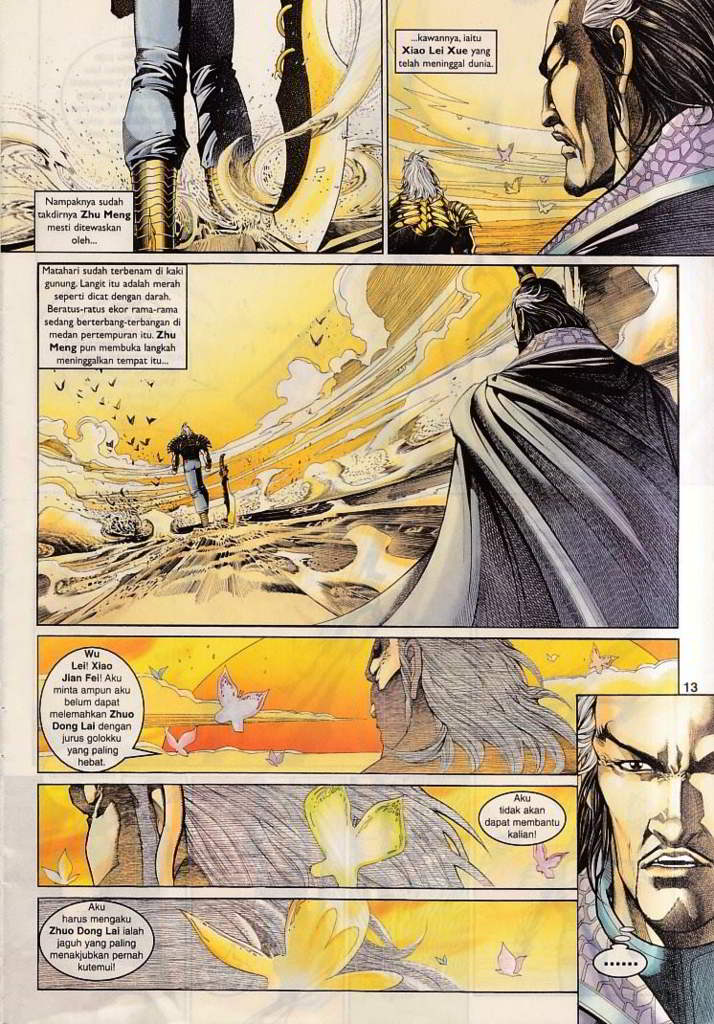 Nampaknya sudah
takdirnya Zhu Meng
mesti ditewaskan
oleh...
...kawannya, iaitu
Xiao Lei Xue yang
telah meninggal dunia.
Matahari sudah terbenam di kaki
gunung. Langit itu adalah merah
seperti dicat dengan darah.
Beratus-ratus ekor rama-rama
sedang berterbang-terbangan di
medan pertempuran itu. Zhu
Meng pun membuka langkah
meninggalkan tempat itu...
13
Wu
Lei! Xiao
Jian Fei! Aku
minta ampun aku
belum dapat
melemahkan Zhuo
Dong Lai dengan
jurus golokku
yang paling
hebat.
Aku
tidak akan
dapat membantu
kalian!
Aku
harus mengaku
Zhuo Dong Lai ialah
jaguh yang paling
menakjubkan pernah
kutemui!
......